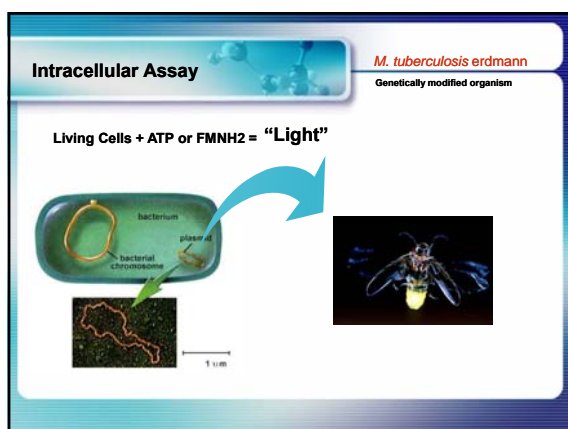 Intracellular Assay
M. tuberculosis erdmann
Genetically modified organism
Living Cells + ATP or FMNH2 = “Light”
bacterium
plasmid
bacterial
chromosome
1 um